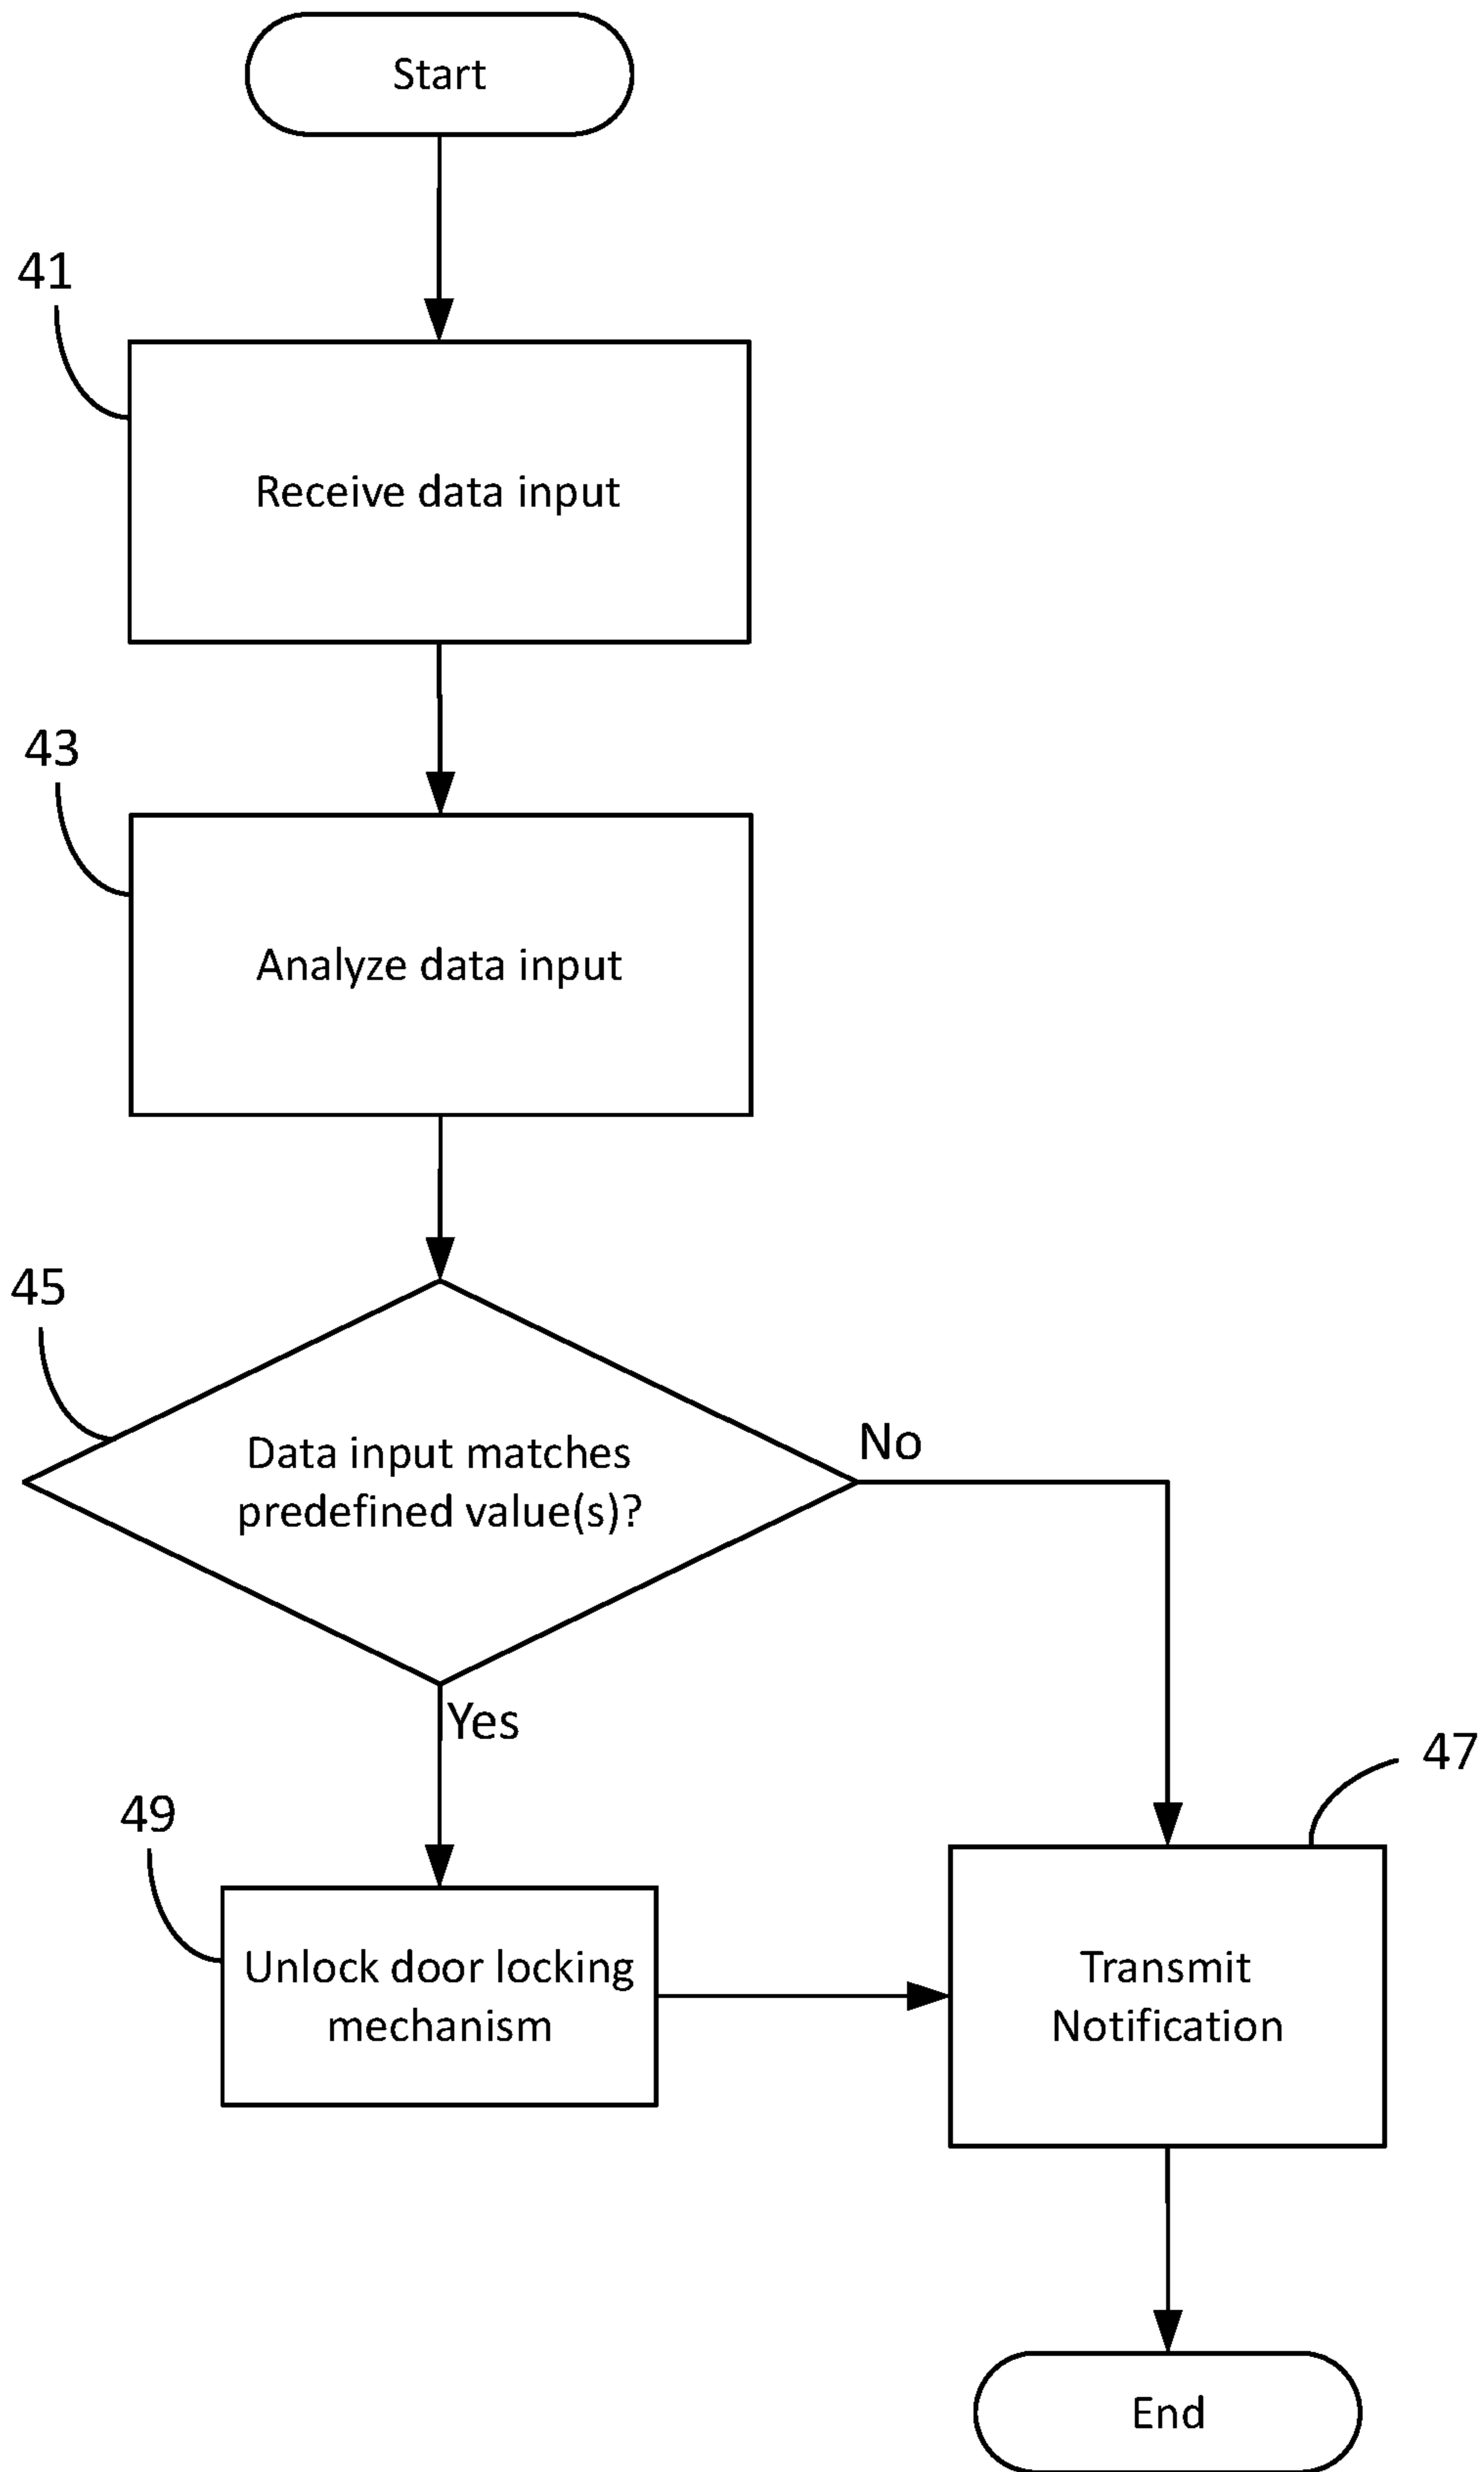 Start
41
Receive data input
43
Analyze data input
45
Data input matches
predefined value(s)?
No
Yes
47
49
Unlock door locking
mechanism
Transmit
Notification
End